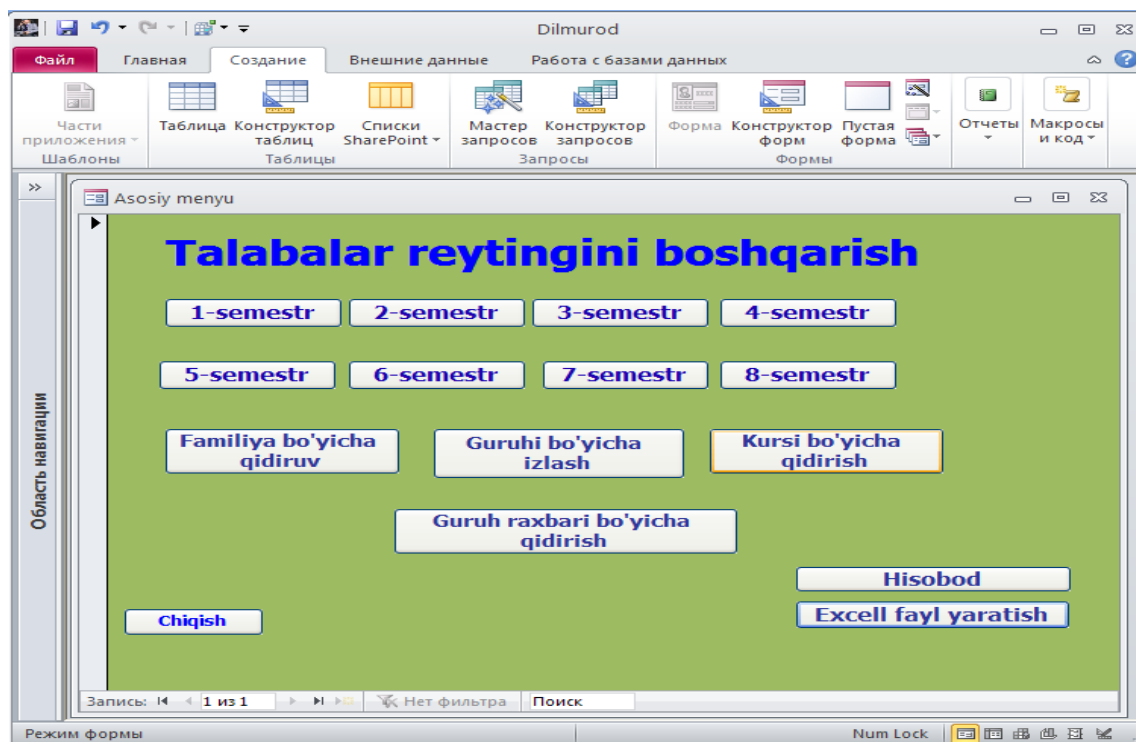 Dilmurod
Файл Главная Создание Внешние данные Работа с базами данных
Части приложения
Таблица
Конструктор таблиц
Списки SharePoint
Мастер запросов
Конструктор запросов
Форма
Конструктор форм
Пустая форма
Отчеты
Макросы и код
Шаблоны Таблицы Запросы Формы
»
Область навигации
Asosiy menyu
Talabalar reytingini boshqarish
1-semestr 2-semestr 3-semestr 4-semestr
5-semestr 6-semestr 7-semestr 8-semestr
Familiya bo'yicha
qidiruv
Guruhi bo'yicha
izlash
Kursi bo'yicha
qidirish
Guruh raxbari bo'yicha
qidirish
Hisobod
Excell fayl yaratish
Chiqish
Запись: 1 из 1 Нет фильтра Поиск
Режим формы Num Lock